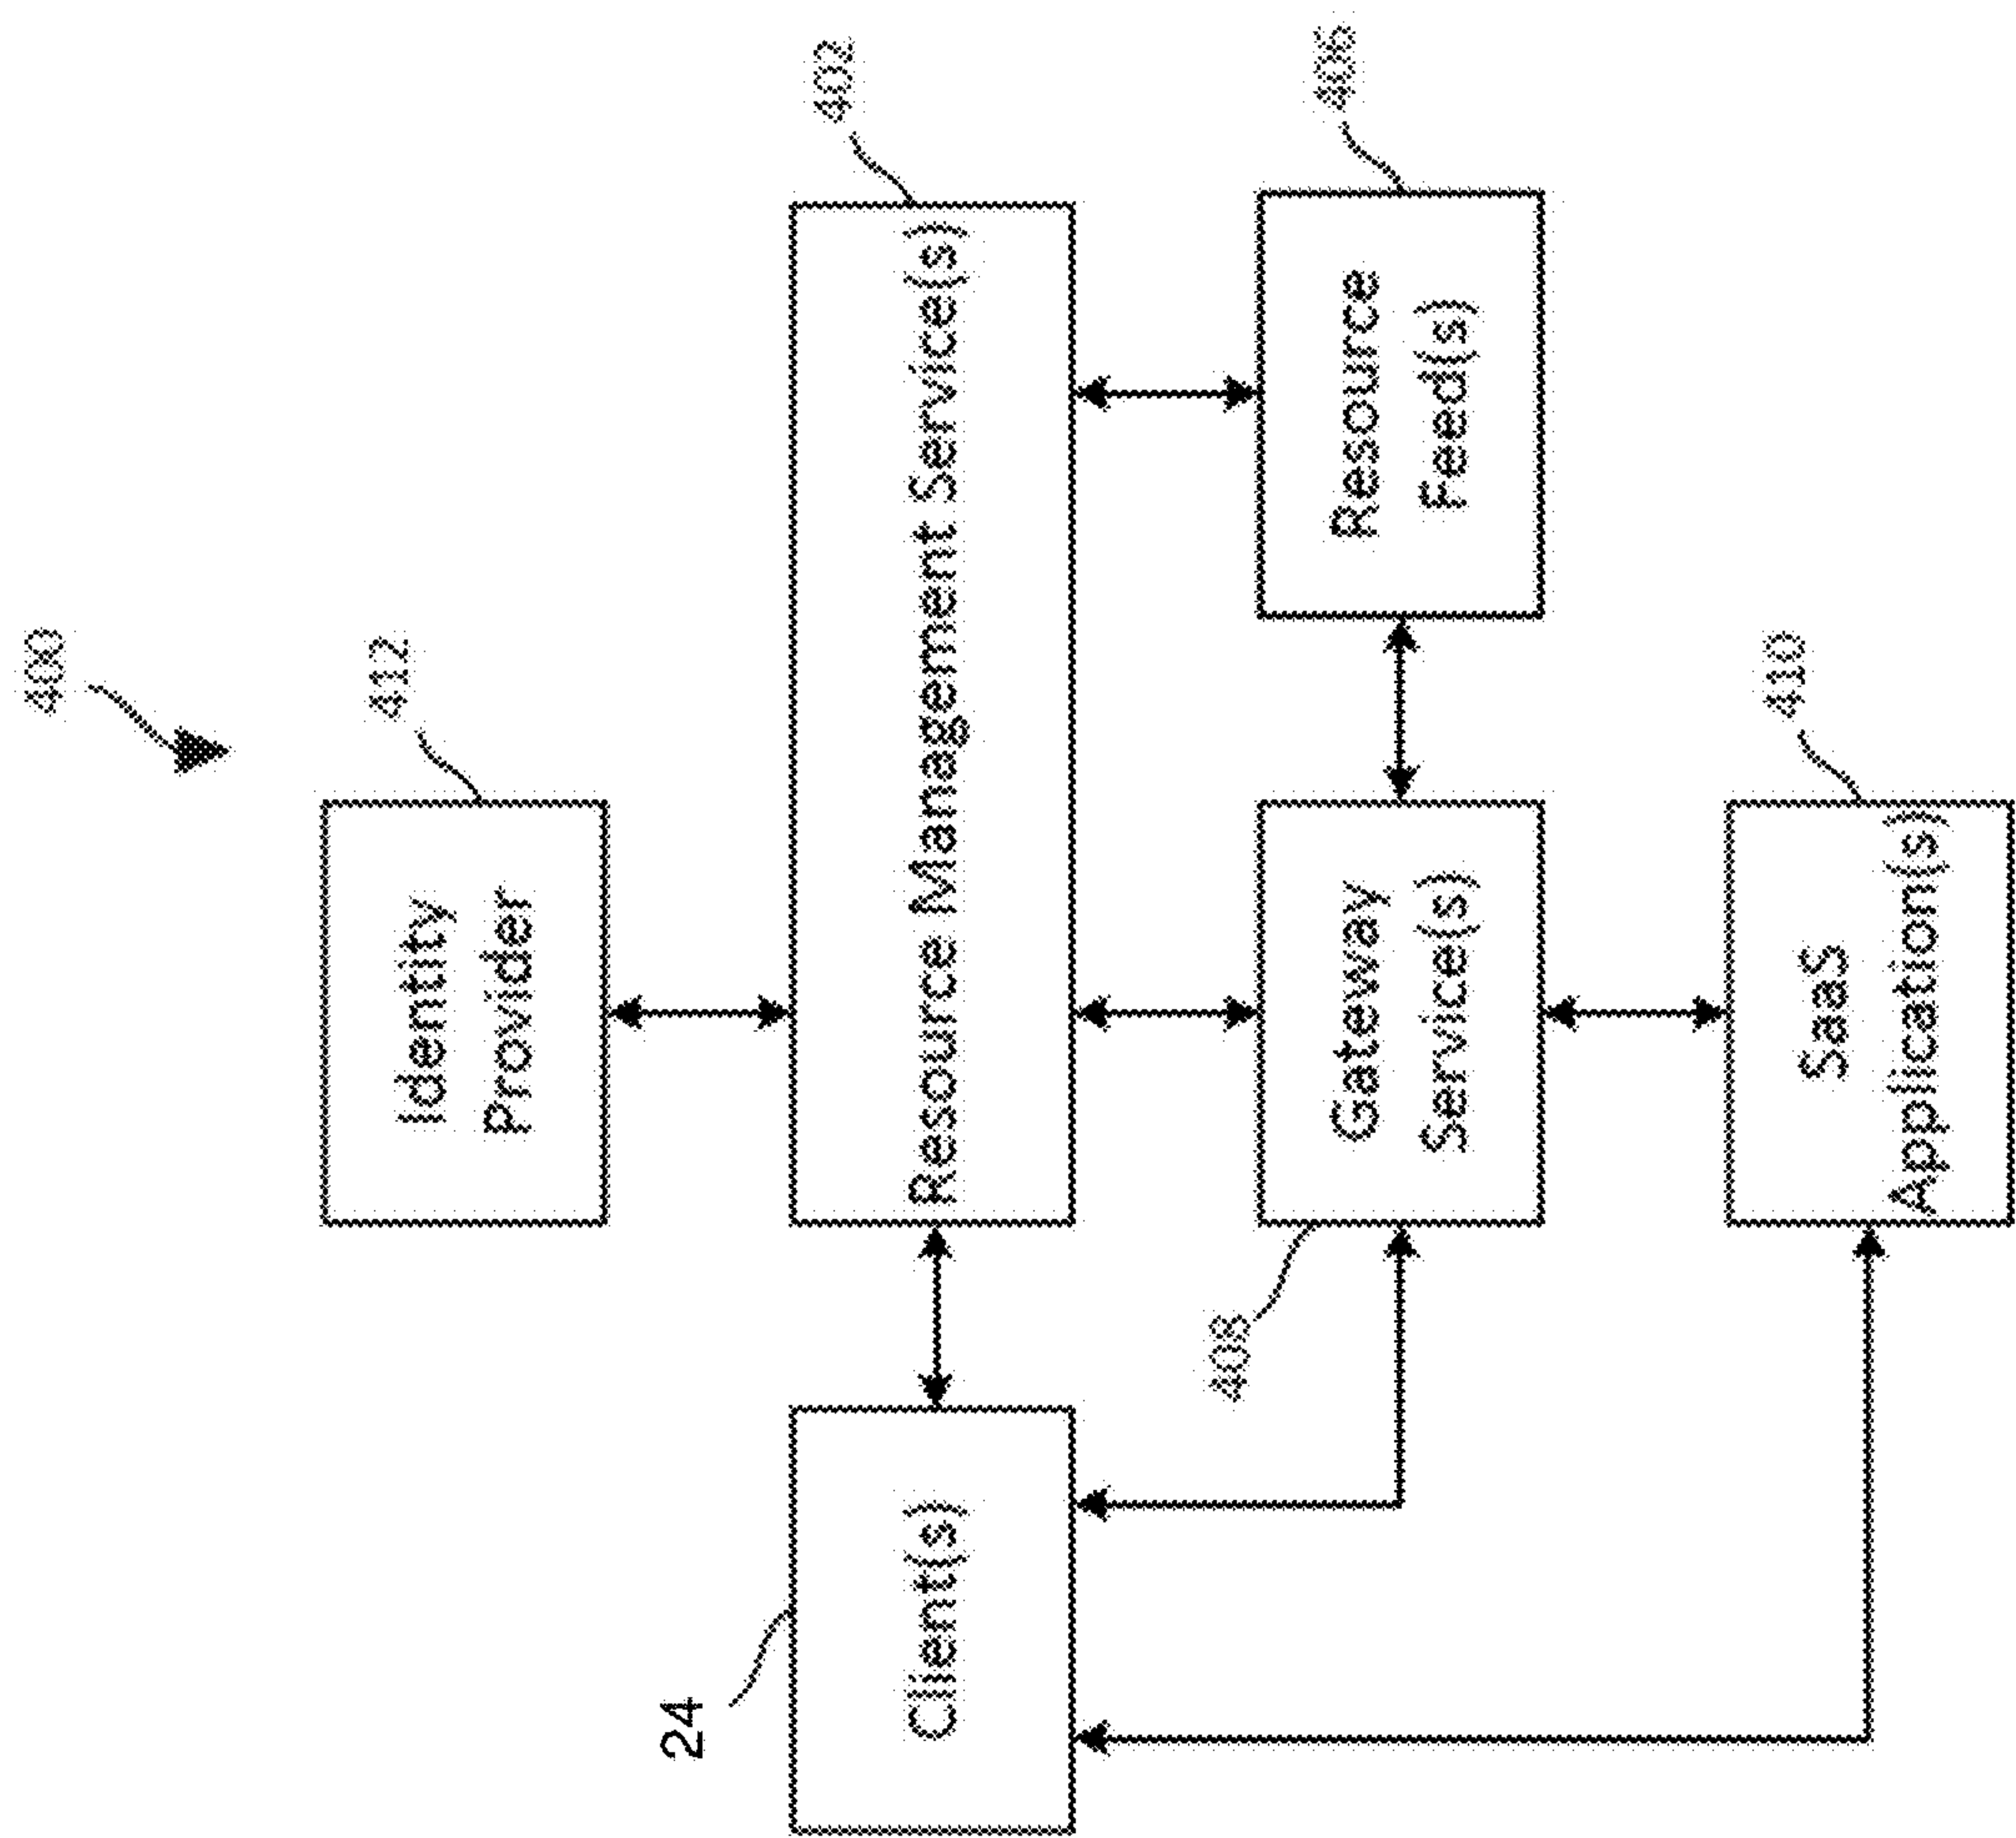 400
412
Identity
Provider
402
Resource Management Service(s)
24
Client(s)
406
Resource
Feed(s)
408
Gateway
Service(s)
410
SaaS
Application(s)